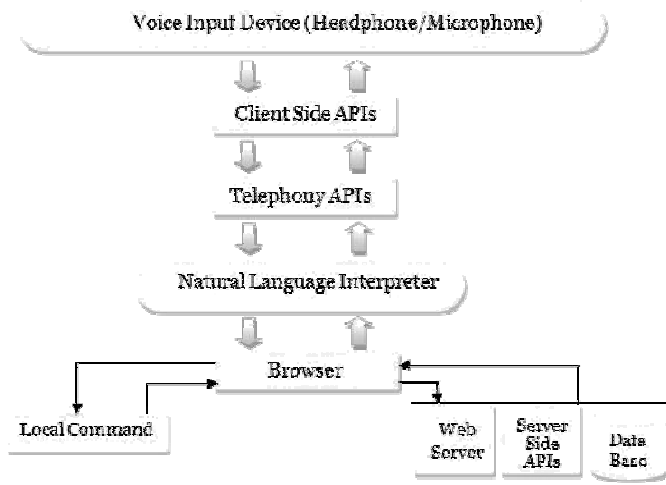 Voice Input Device (Headphone/Microphone)
Client Side APIs
Telephony APIs
Natural Language Interpreter
Browser
Local Command
Web
Server
Server
Side
APIs
Data
Base